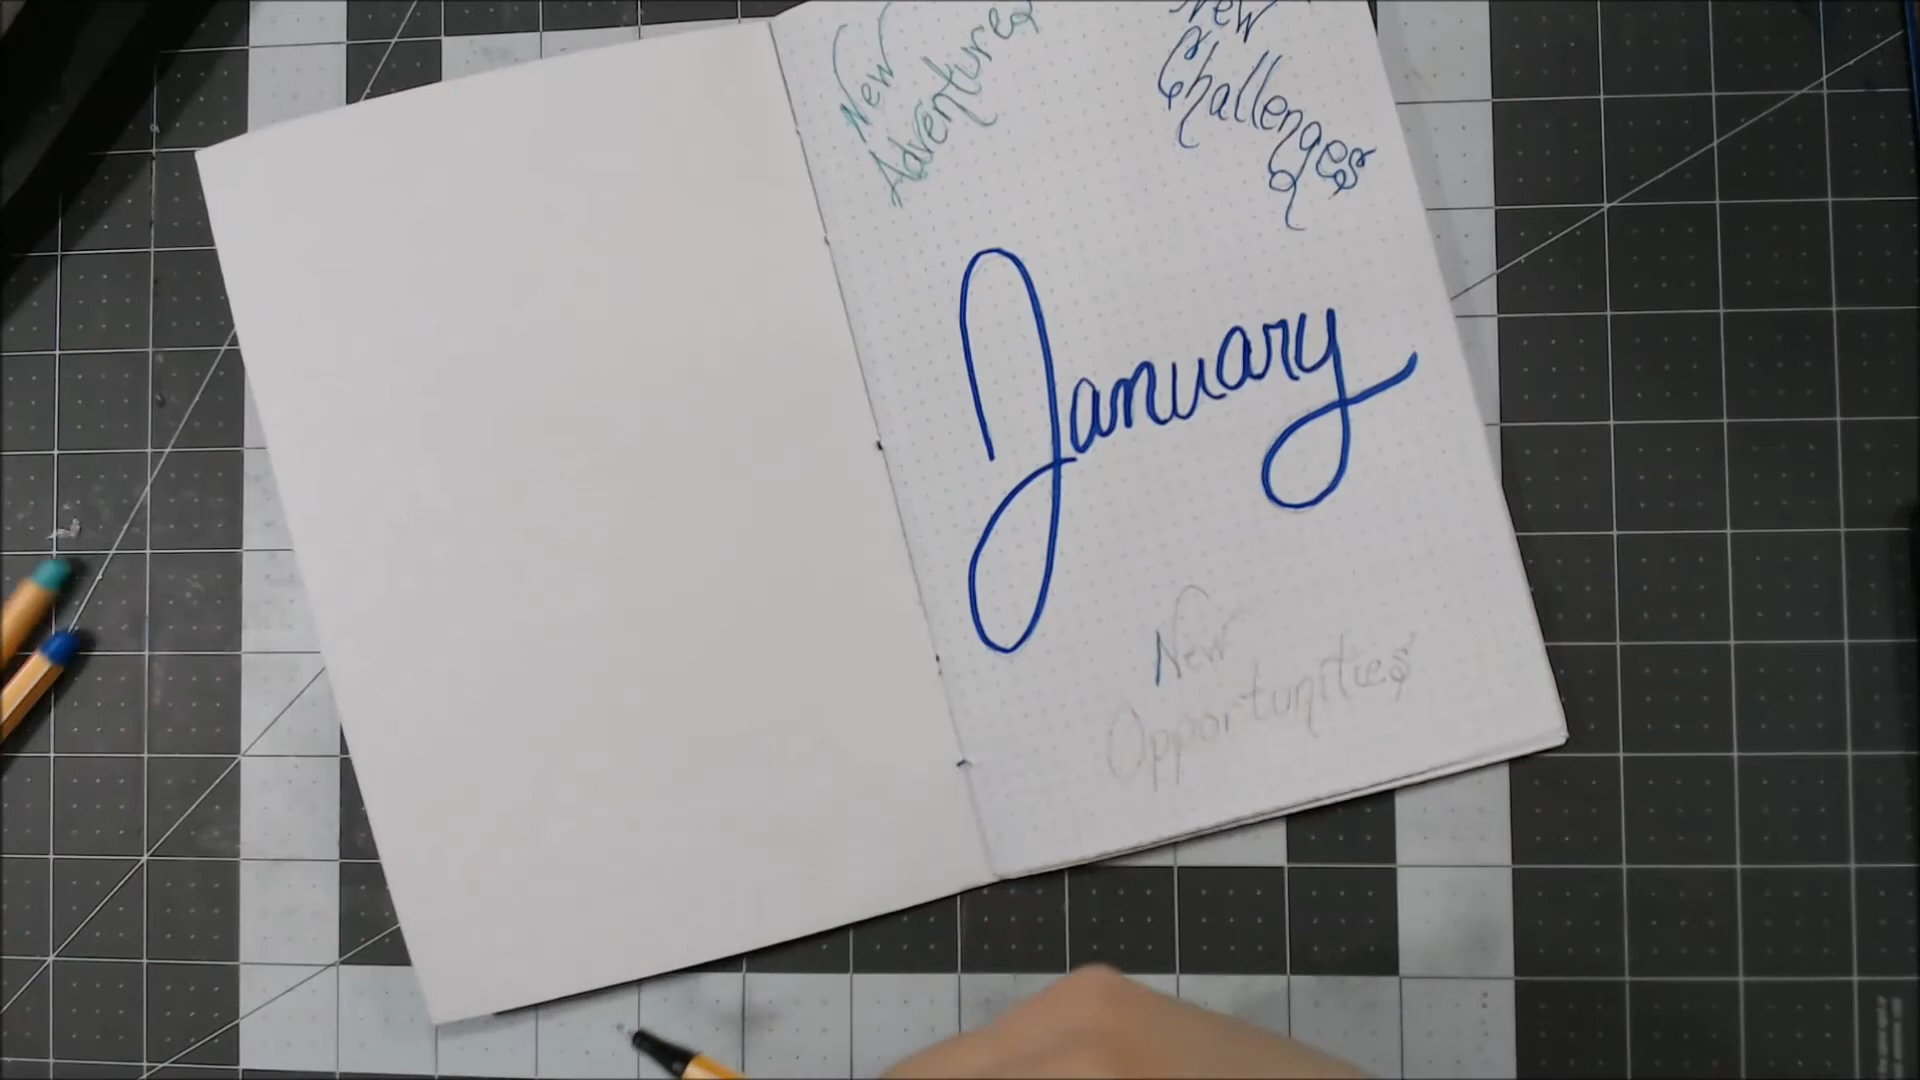 New
Adventures
New
Challenges
January
New
Opportunities